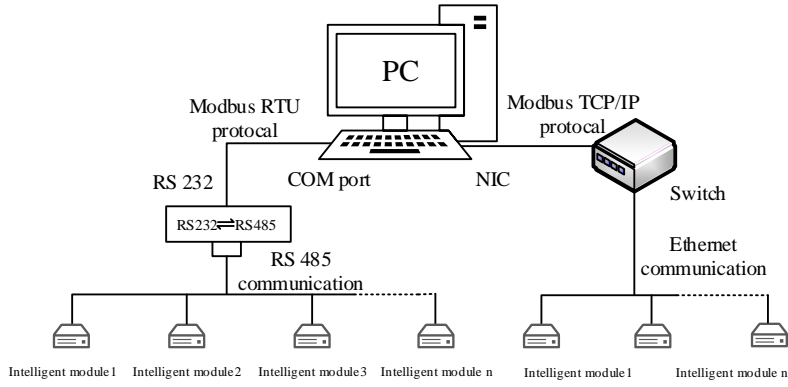 PC
Modbus RTU
protocal
Modbus TCP/IP
protocal
RS 232
COM port
NIC
Switch
RS232⇌RS485
RS 485
communication
Ethernet
communication
Intelligent module1
Intelligent module2
Intelligent module3
Intelligent module n
Intelligent module1
Intelligent module n